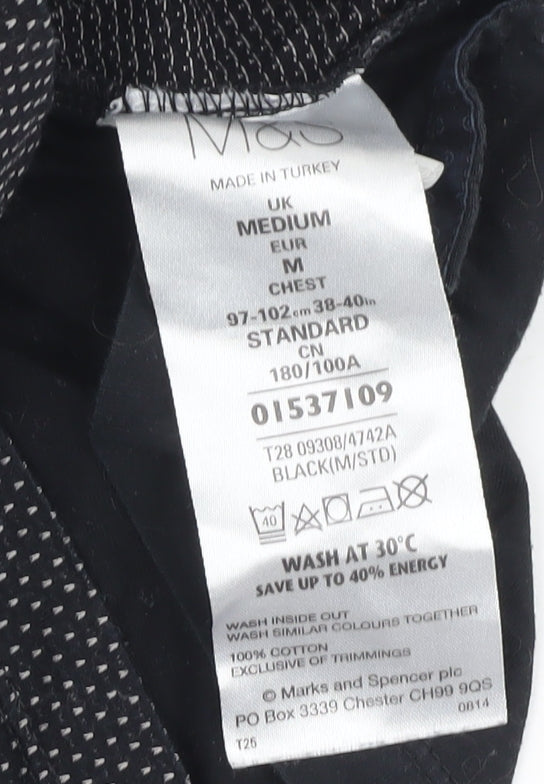 M&S
MADE IN TURKEY
UK
MEDIUM
EUR
M
CHEST
97-102cm 38-40in
STANDARD
CN
180/100A
01537109
T28 09308/4742A
BLACK(M/STD)
40
WASH AT 30°C
SAVE UP TO 40% ENERGY
WASH INSIDE OUT
WASH SIMILAR COLOURS TOGETHER
100% COTTON
EXCLUSIVE OF TRIMMINGS
© Marks and Spencer plc
PO Box 3339 Chester CH99 9QS
0814
T25